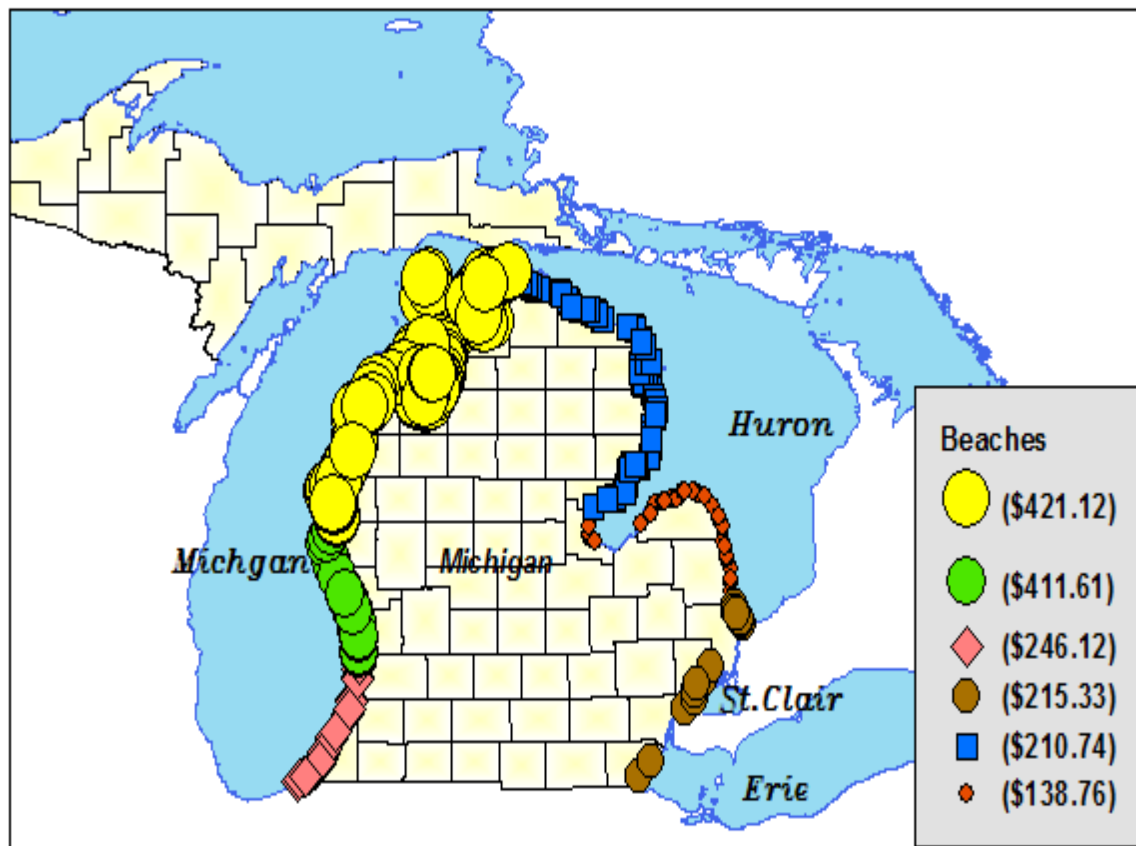 Huron
Michgan
Michigan
St.Clair
Erie
Beaches
($421.12)
($411.61)
($246.12)
($215.33)
($210.74)
($138.76)